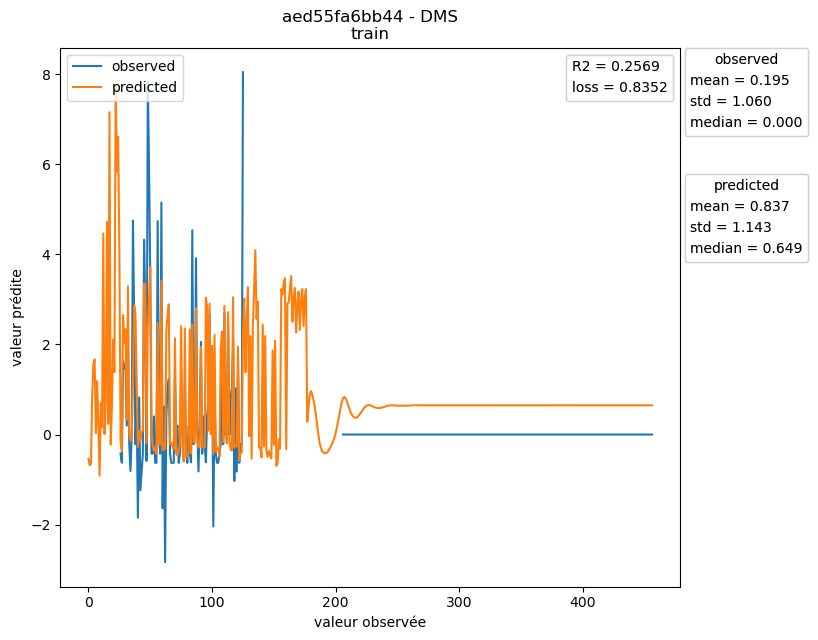 aed55fa6bb44 - DMS
train
observed
predicted
R2 = 0.2569
loss = 0.8352
observed
mean = 0.195
std = 1.060
median = 0.000
predicted
mean = 0.837
std = 1.143
median = 0.649
valeur prédite
8
6
4
2
0
−2
0
100
200
300
400
valeur observée